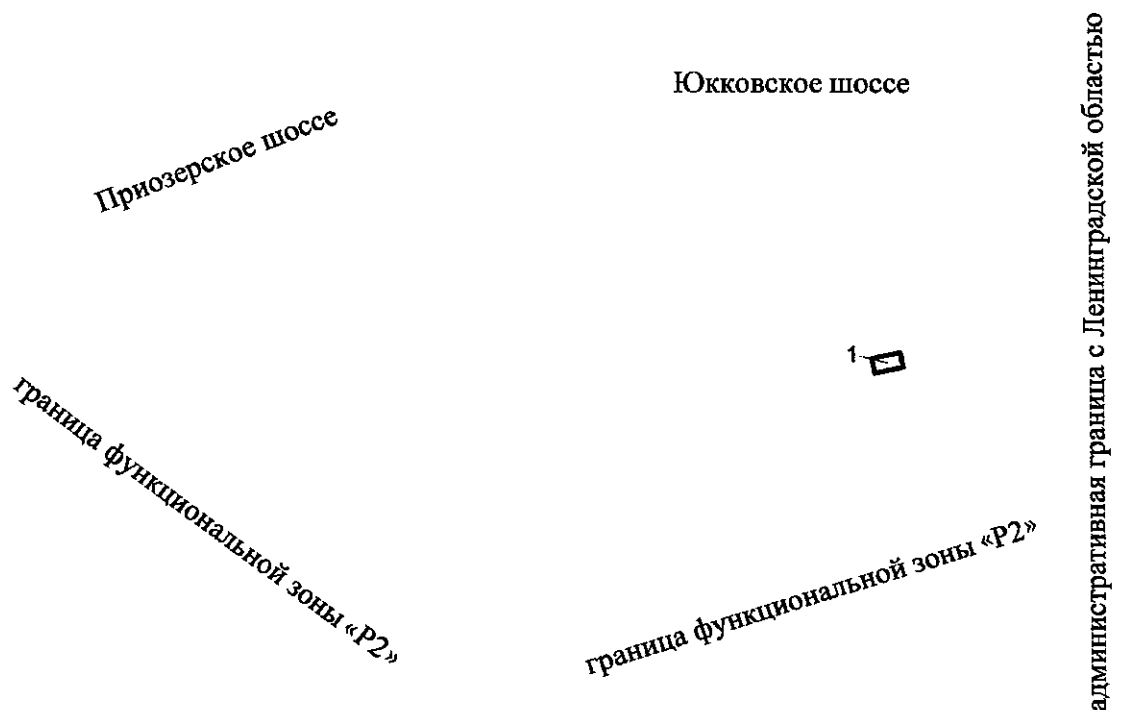 Юкковское шоссе
Приозерское шоссе
административная граница с Ленинградской областью
1
граница функциональной зоны «Р2»
граница функциональной зоны «Р2»